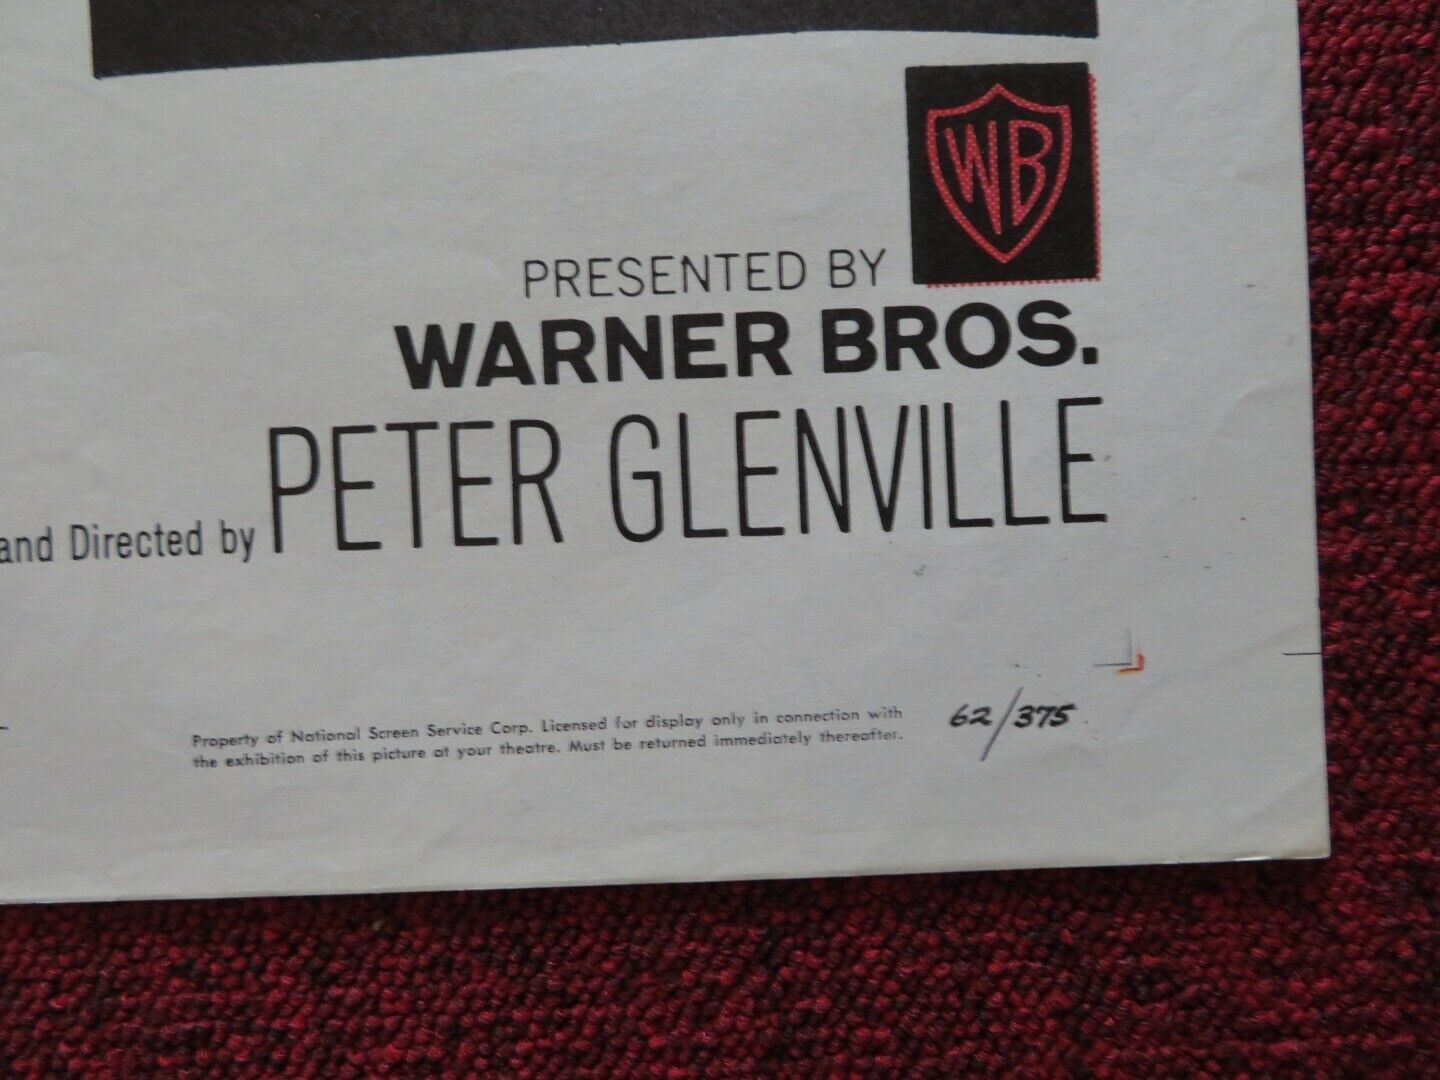 WB
PRESENTED BY
WARNER BROS.
and Directed by PETER GLENVILLE
Property of National Screen Service Corp. Licensed for display only in connection with
the exhibition of this picture at your theatre. Must be returned immediately thereafter.
62/375